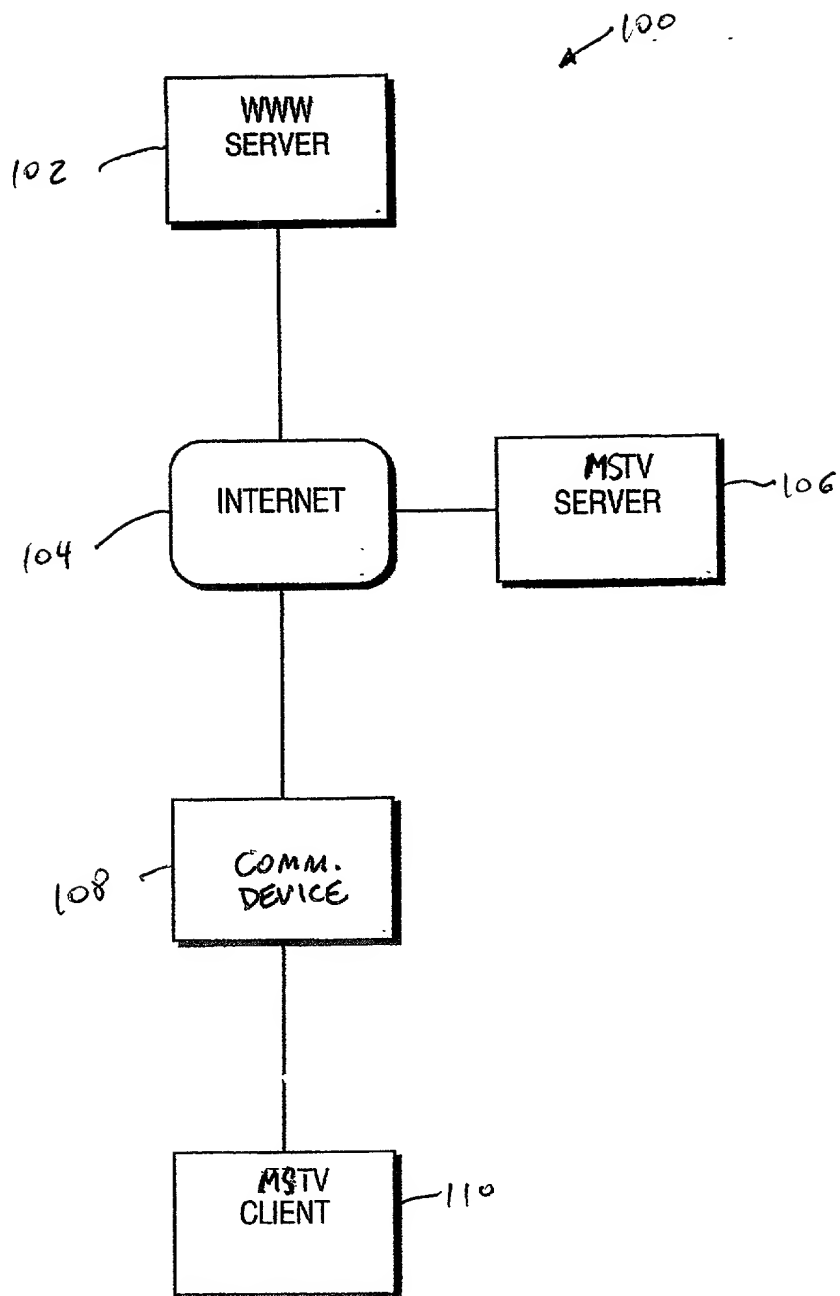 100
WWW
SERVER
102
INTERNET
104
MSTV
SERVER
106
COMM.
DEVICE
108
MSTV
CLIENT
110